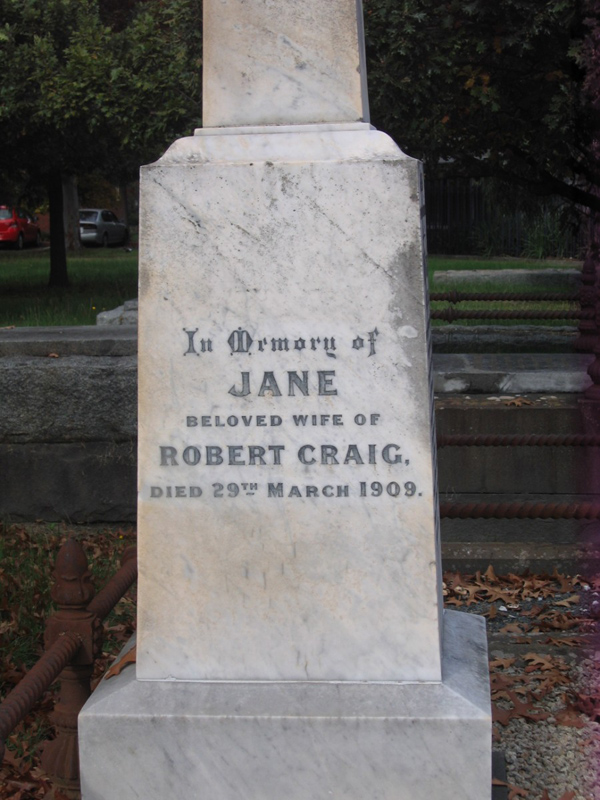 In Memory of
JANE
BELOVED WIFE OF
ROBERT CRAIG,
DIED 29TH MARCH 1909.